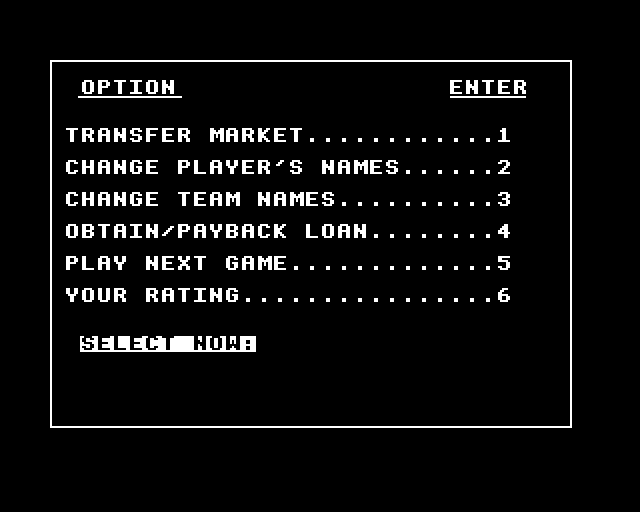 OPTION ENTER
TRANSFER MARKET............1
CHANGE PLAYER'S NAMES......2
CHANGE TEAM NAMES..........3
OBTAIN/PAYBACK LOAN........4
PLAY NEXT GAME.............5
YOUR RATING................6
SELECT NOW: